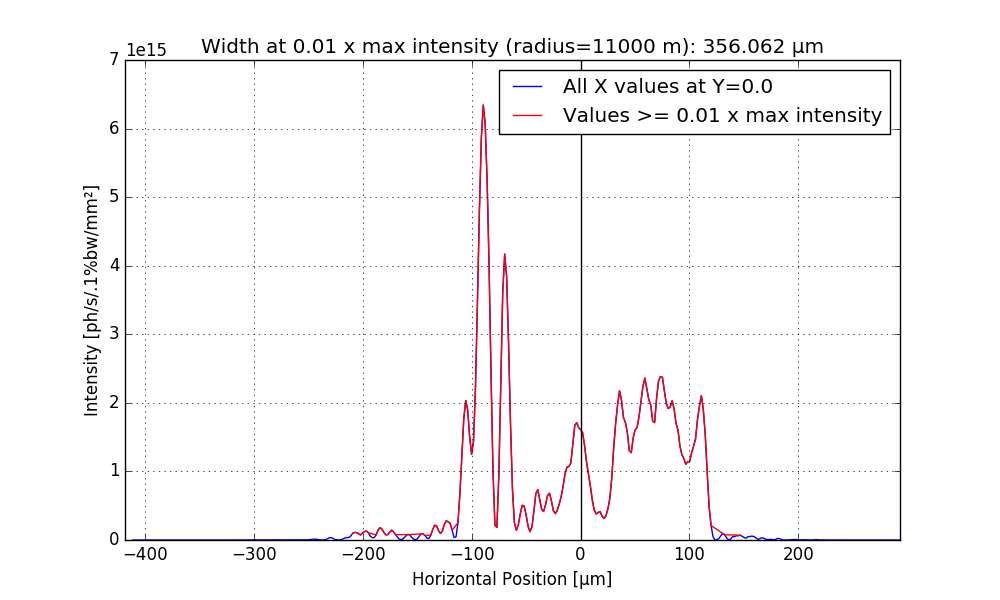 Width at 0.01 x max intensity (radius=11000 m): 356.062 µm
1e15
All X values at Y=0.0
Values >= 0.01 x max intensity
7
6
5
4
3
2
1
0
Intensity [ph/s/.1%bw/mm²]
−400 −300 −200 −100 0 100 200
Horizontal Position [µm]